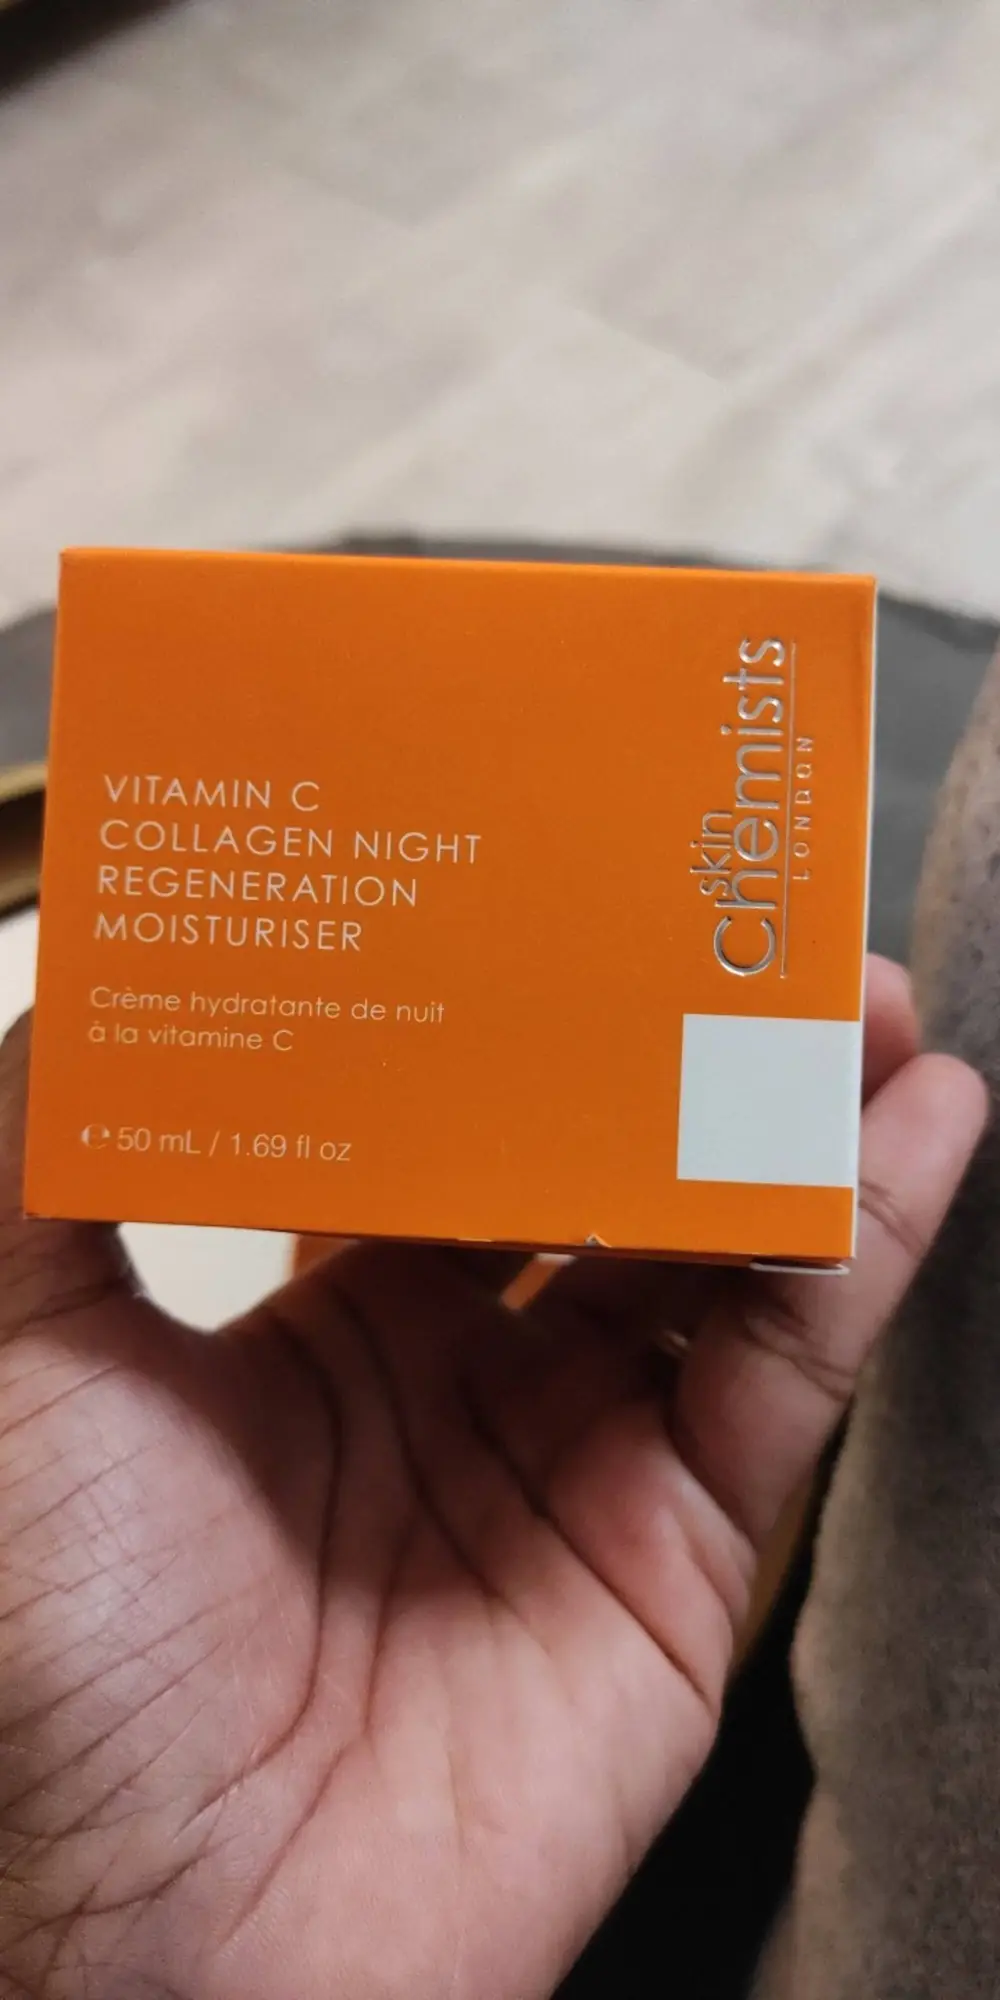 VITAMIN C
COLLAGEN NIGHT
REGENERATION
MOISTURISER
Crème hydratante de nuit
à la vitamine C
℮ 50 mL / 1.69 fl oz
skin
Chemists
LONDON